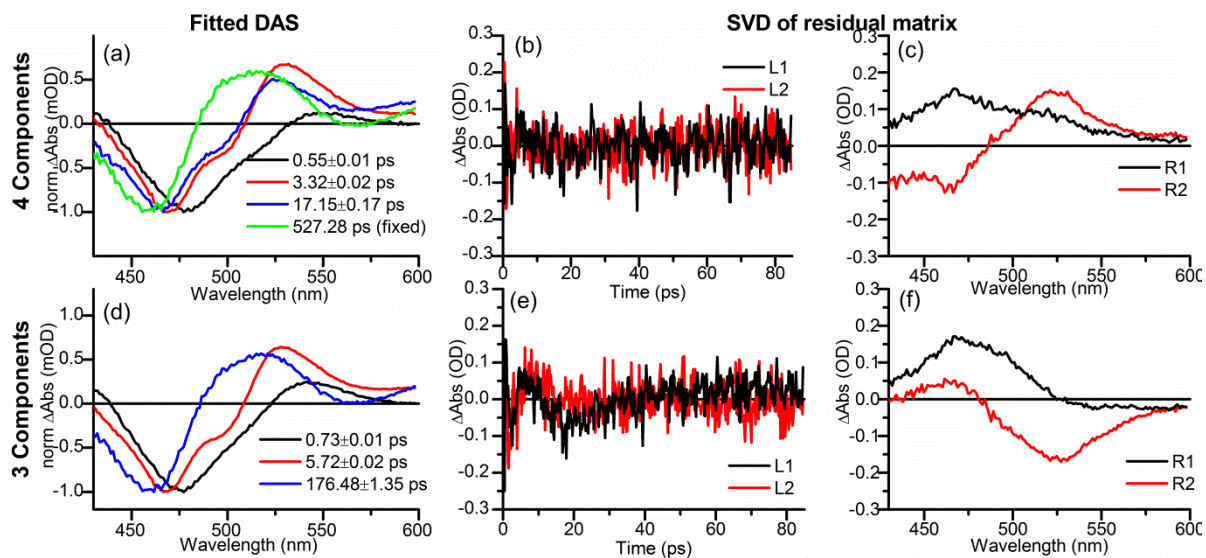 Fitted DAS
SVD of residual matrix
4 Components
(a)
norm. ΔAbs (mOD)
0.5
0.0
0.5
1.0
0.55±0.01 ps
3.32±0.02 ps
17.15±0.17 ps
527.28 ps (fixed)
450 500 550 600
Wavelength (nm)
(b)
ΔAbs (OD)
0.3
0.2
0.1
0.0
-0.1
-0.2
-0.3
L1
L2
0 20 40 60 80
Time (ps)
(c)
ΔAbs (OD)
0.3
0.2
0.1
0.0
-0.1
-0.2
-0.3
R1
R2
450 500 550 600
Wavelength (nm)
3 Components
(d)
norm ΔAbs (mOD)
1.0
0.5
0.0
-0.5
-1.0
0.73±0.01 ps
5.72±0.02 ps
176.48±1.35 ps
450 500 550 600
Wavelength (nm)
(e)
ΔAbs (OD)
0.3
0.2
0.1
0.0
-0.1
-0.2
-0.3
L1
L2
0 20 40 60 80
Time (ps)
(f)
ΔAbs (OD)
0.3
0.2
0.1
0.0
-0.1
-0.2
-0.3
R1
R2
450 500 550 600
Wavelength (nm)